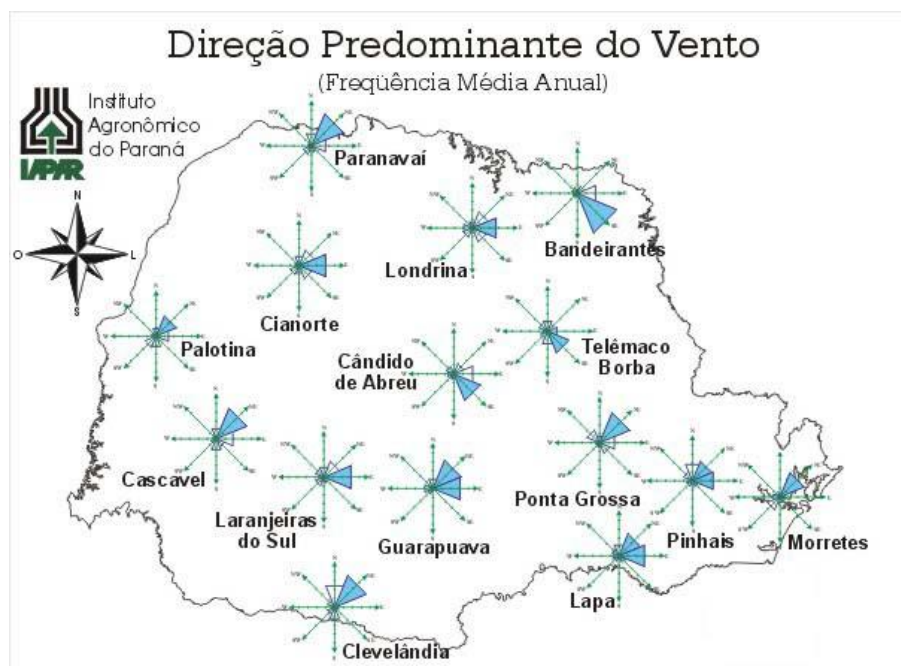 Direção Predominante do Vento
(Freqüência Média Anual)
Instituto
Agronômico
do Paraná
IAPAR
N
O
L
S
Paranavaí
Bandeirantes
Londrina
Cianorte
Palotina
Telêmaco
Borba
Cândido
de Abreu
Cascavel
Laranjeiras
do Sul
Guarapuava
Ponta Grossa
Pinhais
Morretes
Lapa
Clevelândia